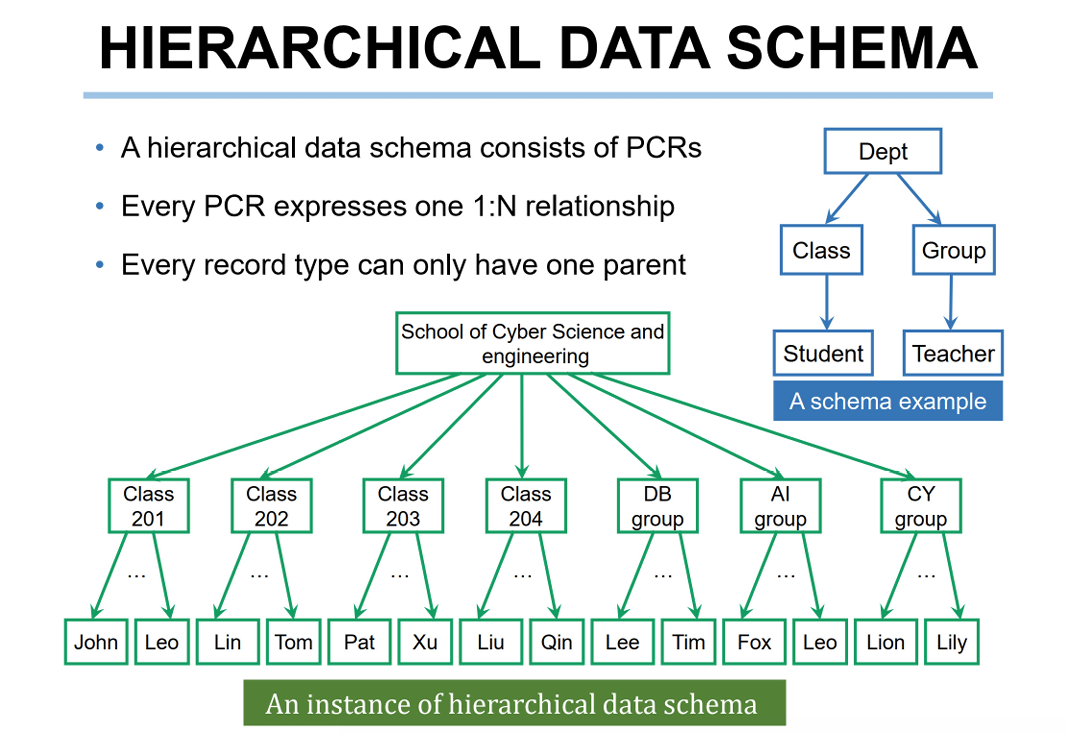 HIERARCHICAL DATA SCHEMA
• A hierarchical data schema consists of PCRs
• Every PCR expresses one 1:N relationship
• Every record type can only have one parent
Dept
Class
Group
Student
Teacher
A schema example
School of Cyber Science and
engineering
Class
201
Class
202
Class
203
Class
204
DB
group
AI
group
CY
group
...
...
...
...
...
...
...
John
Leo
Lin
Tom
Pat
Xu
Liu
Qin
Lee
Tim
Fox
Leo
Lion
Lily
An instance of hierarchical data schema